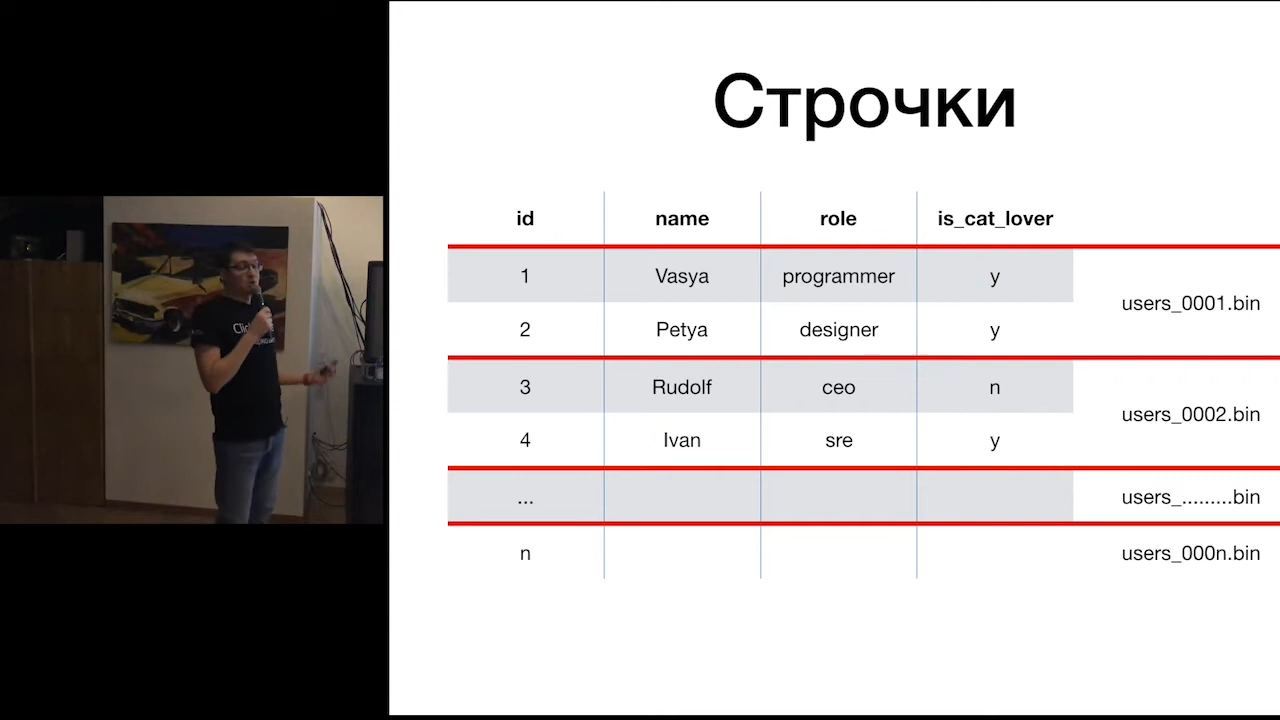 Строчки
id name role is_cat_lover
1 Vasya programmer y
users_0001.bin
2 Petya designer y
3 Rudolf ceo n
users_0002.bin
4 Ivan sre y
... users_.........bin
n users_000n.bin